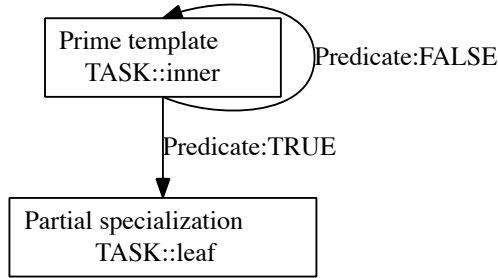 Prime template
TASK::inner
Predicate:FALSE
Predicate:TRUE
Partial specialization
TASK::leaf